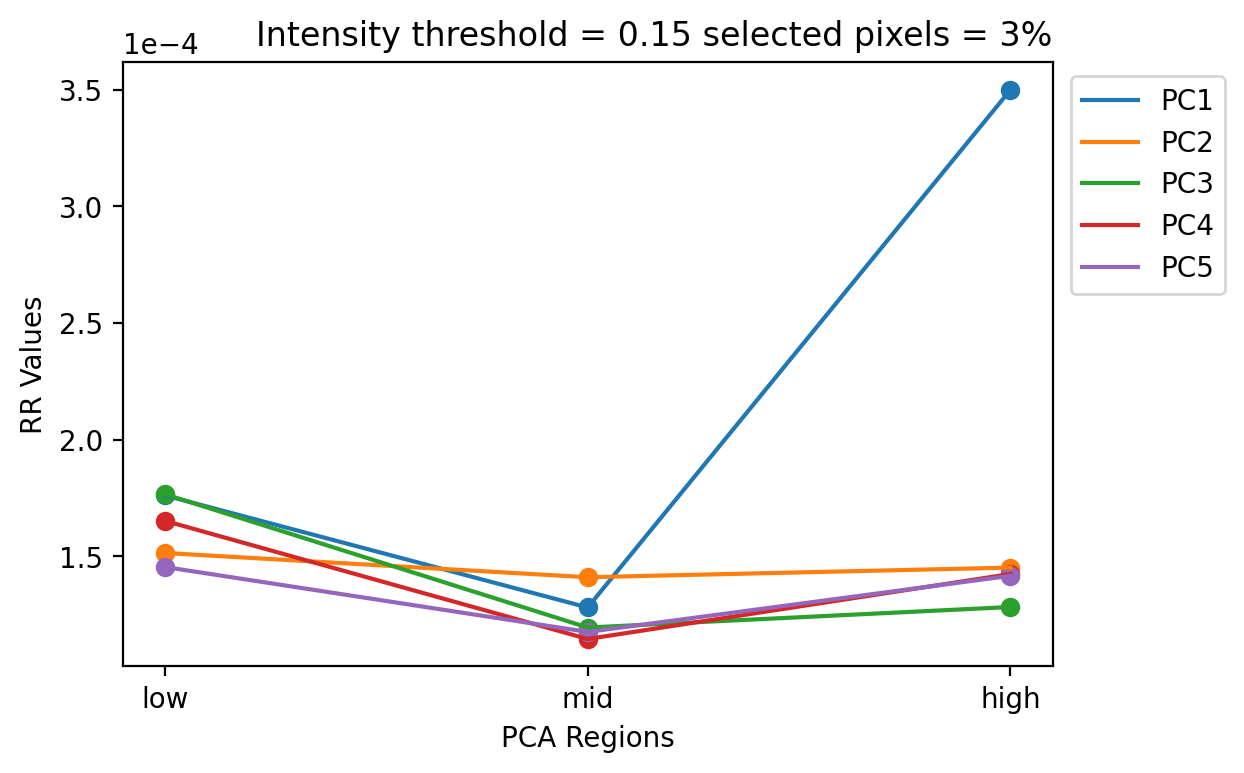 Intensity threshold = 0.15 selected pixels = 3%
1e−4
3.5
3.0
2.5
2.0
1.5
RR Values
low
mid
high
PCA Regions
PC1
PC2
PC3
PC4
PC5